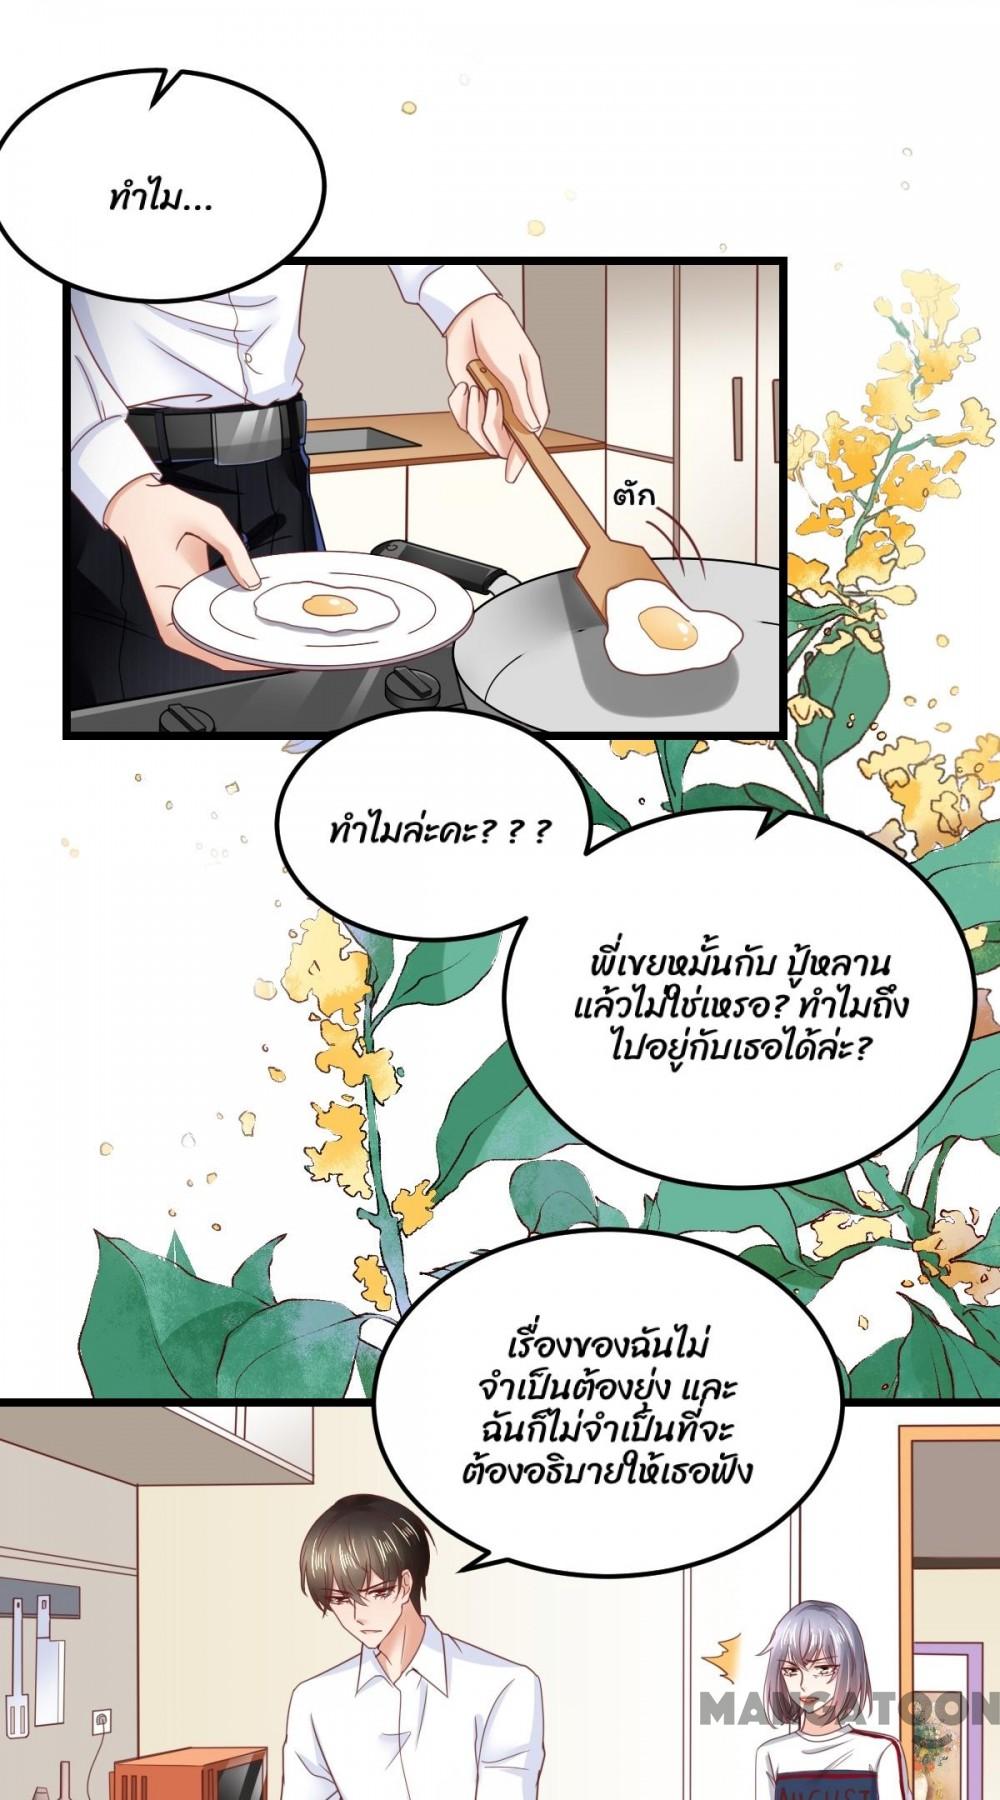 ทำไม...
ตัก
ทำไมล่ะคะ? ? ?
พี่เขยหมั้นกับ ปู้หลาน
แล้วไม่ใช่เหรอ? ทำไมถึง
ไปอยู่กับเธอได้ล่ะ?
เรื่องของฉันไม่
จำเป็นต้องยุ่ง และ
ฉันก็ไม่จำเป็นที่จะ
ต้องอธิบายให้เธอฟัง
MANGATOON
AUGUST